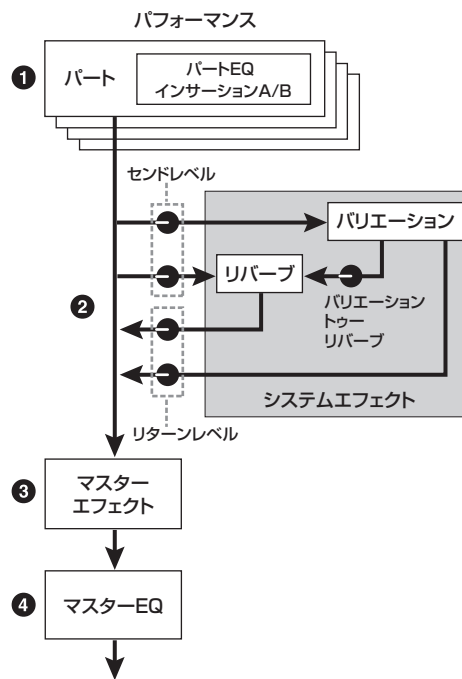 パフォーマンス
❶
パート
パートEQ
インサーションA/B
センドレベル
バリエーション
リバーブ
❷
バリエーション
トゥー
リバーブ
システムエフェクト
リターンレベル
❸
マスター
エフェクト
❹
マスターEQ